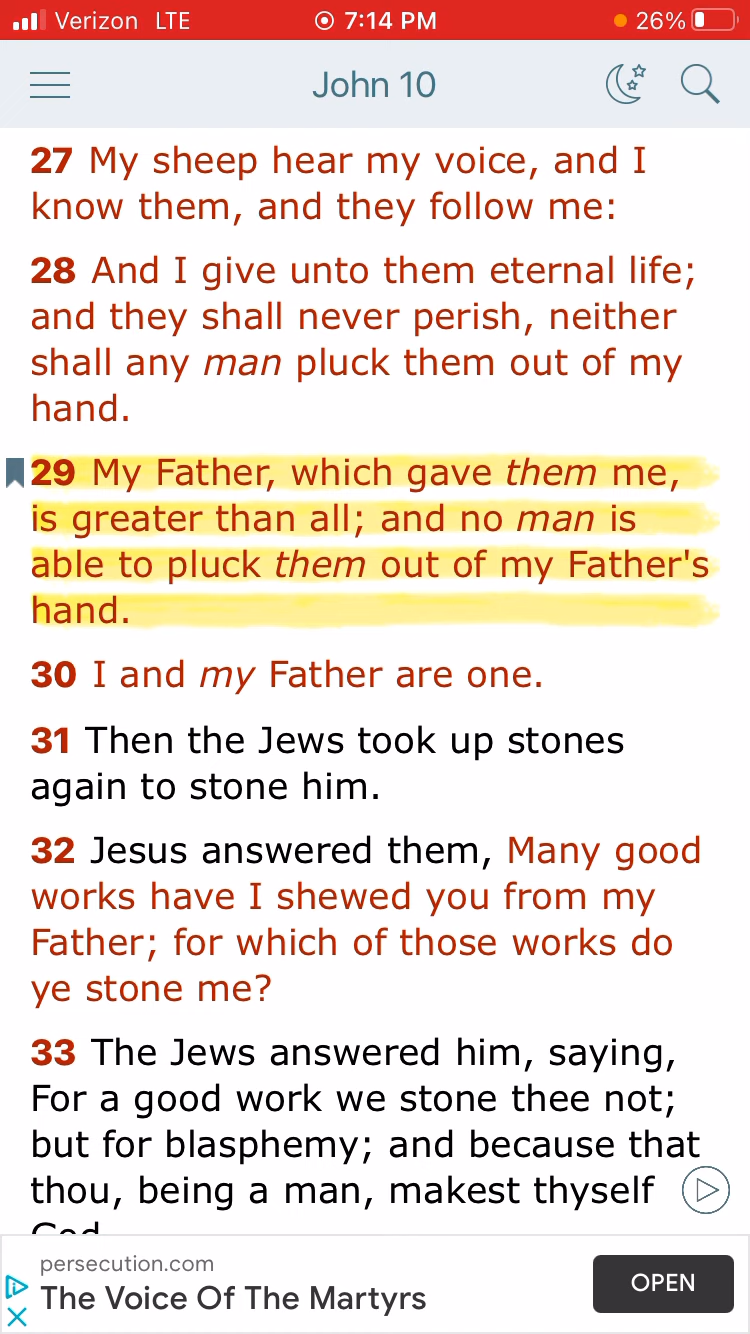 Verizon LTE 7:14 PM 26%
John 10
27 My sheep hear my voice, and I
know them, and they follow me:
28 And I give unto them eternal life;
and they shall never perish, neither
shall any man pluck them out of my
hand.
29 My Father, which gave them me,
is greater than all; and no man is
able to pluck them out of my Father's
hand.
30 I and my Father are one.
31 Then the Jews took up stones
again to stone him.
32 Jesus answered them, Many good
works have I shewed you from my
Father; for which of those works do
ye stone me?
33 The Jews answered him, saying,
For a good work we stone thee not;
but for blasphemy; and because that
thou, being a man, makest thyself
God.
persecution.com
The Voice Of The Martyrs
OPEN